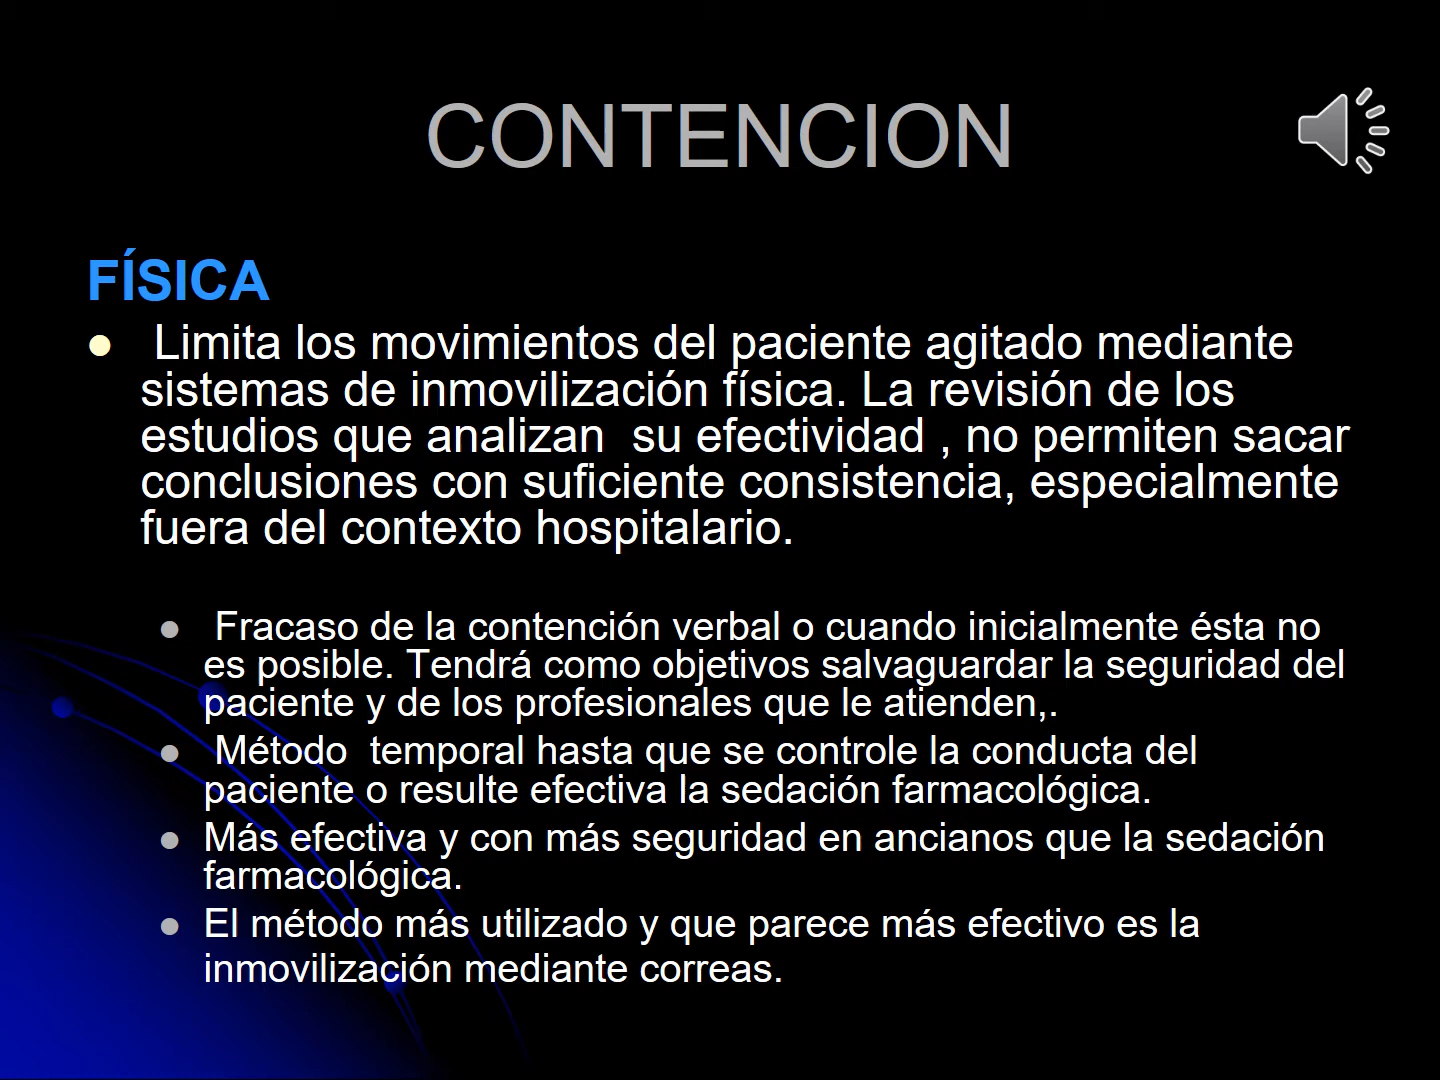 CONTENCION
FÍSICA
● Limita los movimientos del paciente agitado mediante
sistemas de inmovilización física. La revisión de los
estudios que analizan  su efectividad , no permiten sacar
conclusiones con suficiente consistencia, especialmente
fuera del contexto hospitalario.
● Fracaso de la contención verbal o cuando inicialmente ésta no
es posible. Tendrá como objetivos salvaguardar la seguridad del
paciente y de los profesionales que le atienden,.
● Método  temporal hasta que se controle la conducta del
paciente o resulte efectiva la sedación farmacológica.
● Más efectiva y con más seguridad en ancianos que la sedación
farmacológica.
● El método más utilizado y que parece más efectivo es la
inmovilización mediante correas.